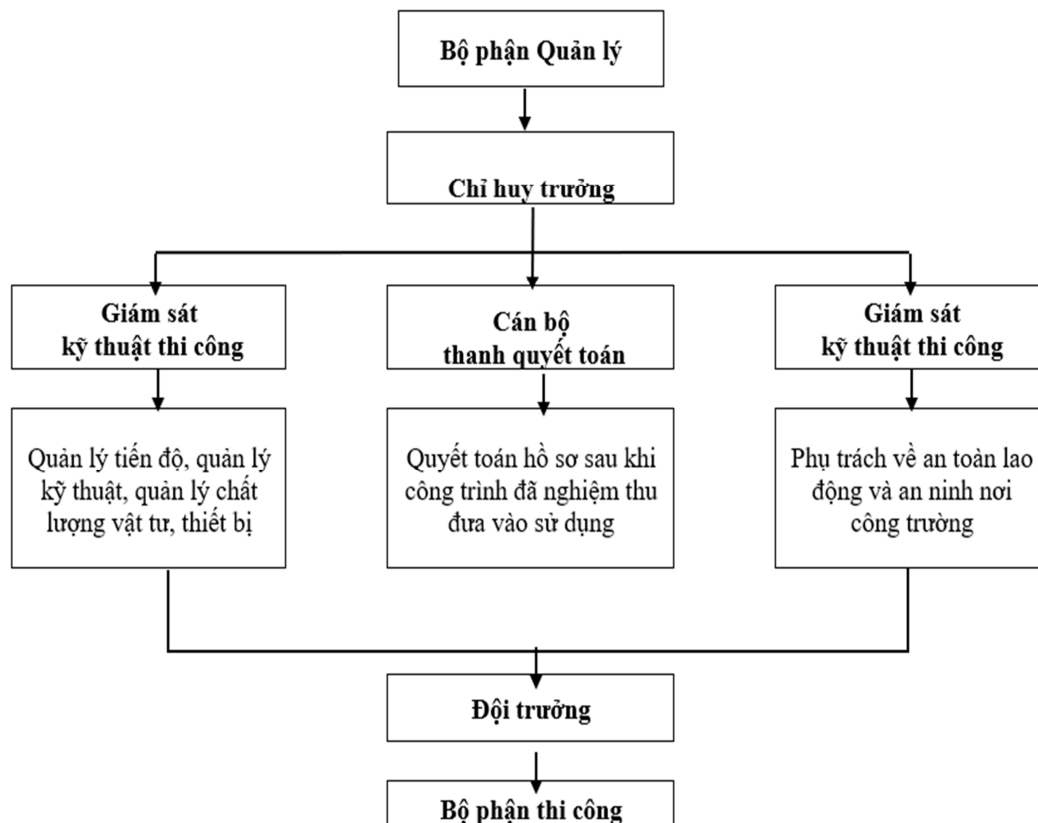 Bộ phận Quản lý
Chỉ huy trưởng
Giám sát
kỹ thuật thi công
Cán bộ
thanh quyết toán
Giám sát
kỹ thuật thi công
Quản lý tiến độ, quản lý
kỹ thuật, quản lý chất
lượng vật tư, thiết bị
Quyết toán hồ sơ sau khi
công trình đã nghiệm thu
đưa vào sử dụng
Phụ trách về an toàn lao
động và an ninh nơi
công trường
Đội trưởng
Bộ phận thi công